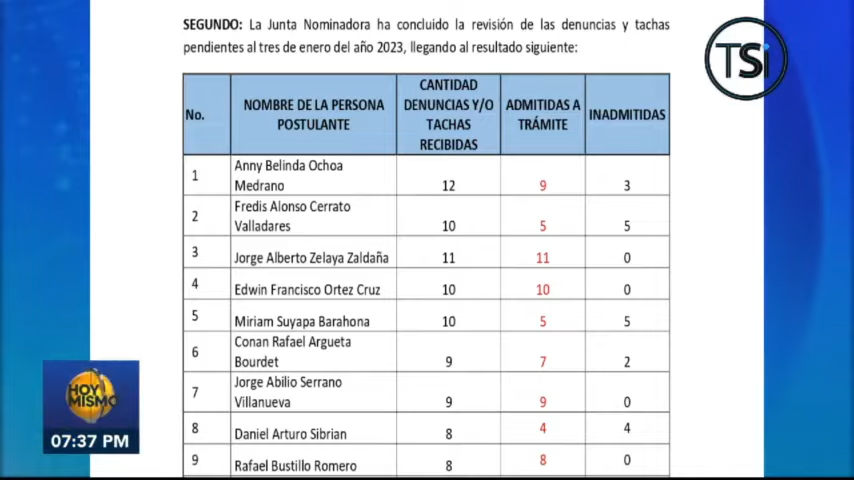 SEGUNDO: La Junta Nominadora ha concluido la revisión de las denuncias y tachas
pendientes al tres de enero del año 2023, llegando al resultado siguiente:
TSi
No.
NOMBRE DE LA PERSONA
POSTULANTE
CANTIDAD
DENUNCIAS Y/O
TACHAS
RECIBIDAS
ADMITIDAS A
TRÁMITE
INADMITIDAS
1
Anny Belinda Ochoa
Medrano
12
9
3
2
Fredis Alonso Cerrato
Valladares
10
5
5
3
Jorge Alberto Zelaya Zaldaña
11
11
0
4
Edwin Francisco Ortez Cruz
10
10
0
5
Miriam Suyapa Barahona
10
5
5
6
Conan Rafael Argueta
Bourdet
9
7
2
7
Jorge Abilio Serrano
Villanueva
9
9
0
8
Daniel Arturo Sibrian
8
4
4
9
Rafael Bustillo Romero
8
8
0
HOY
MISMO
07:37 PM